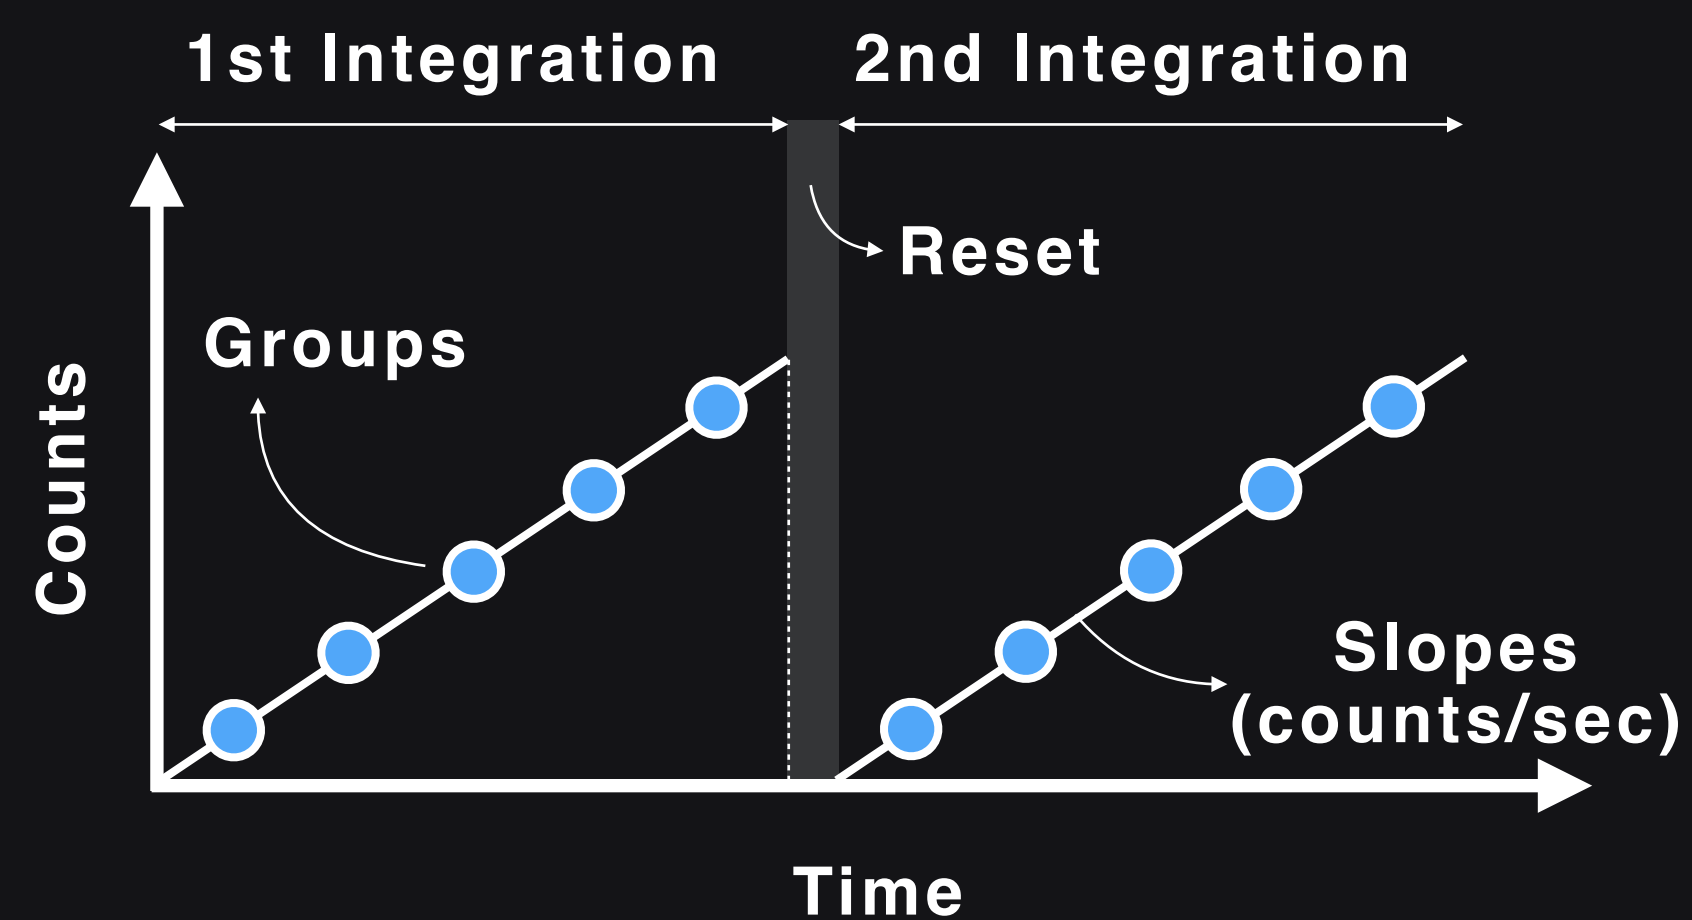 1st Integration
2nd Integration
Reset
Groups
Counts
Slopes
(counts/sec)
Time